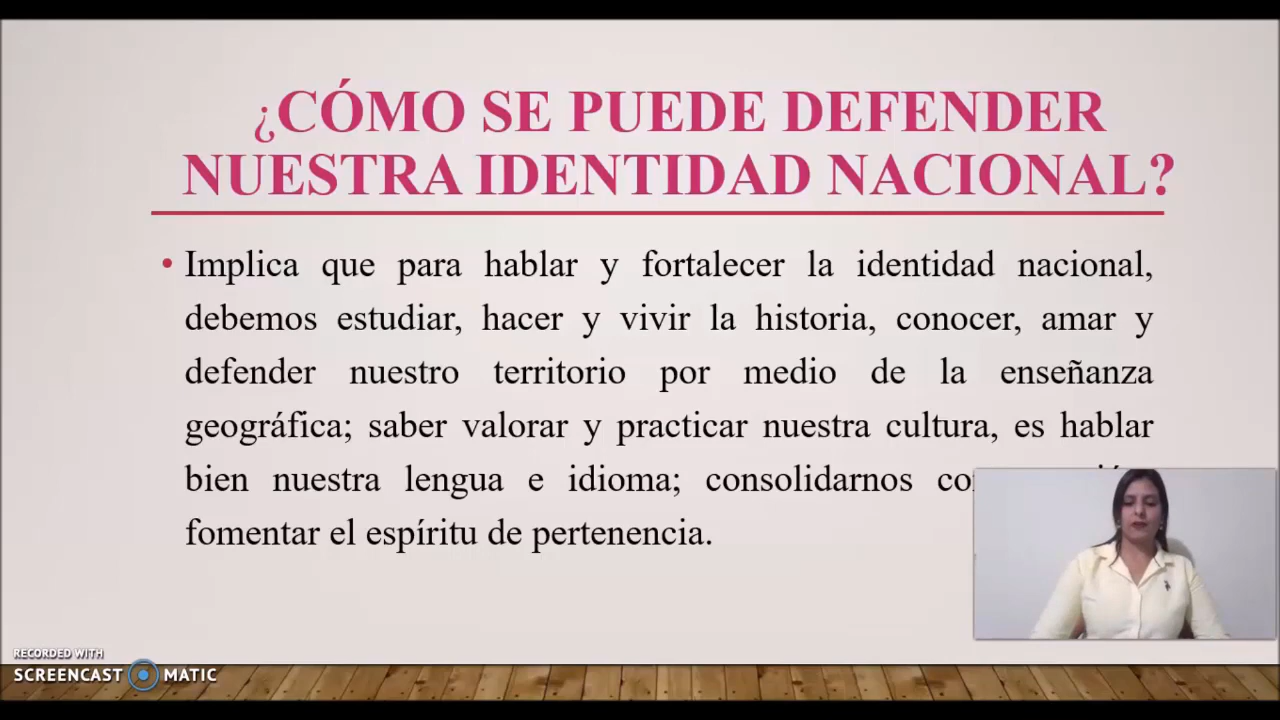 ¿CÓMO SE PUEDE DEFENDER
NUESTRA IDENTIDAD NACIONAL?
• Implica que para hablar y fortalecer la identidad nacional,
debemos estudiar, hacer y vivir la historia, conocer, amar y
defender nuestro territorio por medio de la enseñanza
geográfica; saber valorar y practicar nuestra cultura, es hablar
bien nuestra lengua e idioma; consolidarnos
fomentar el espíritu de pertenencia.
RECORDED WITH
SCREENCAST MATIC